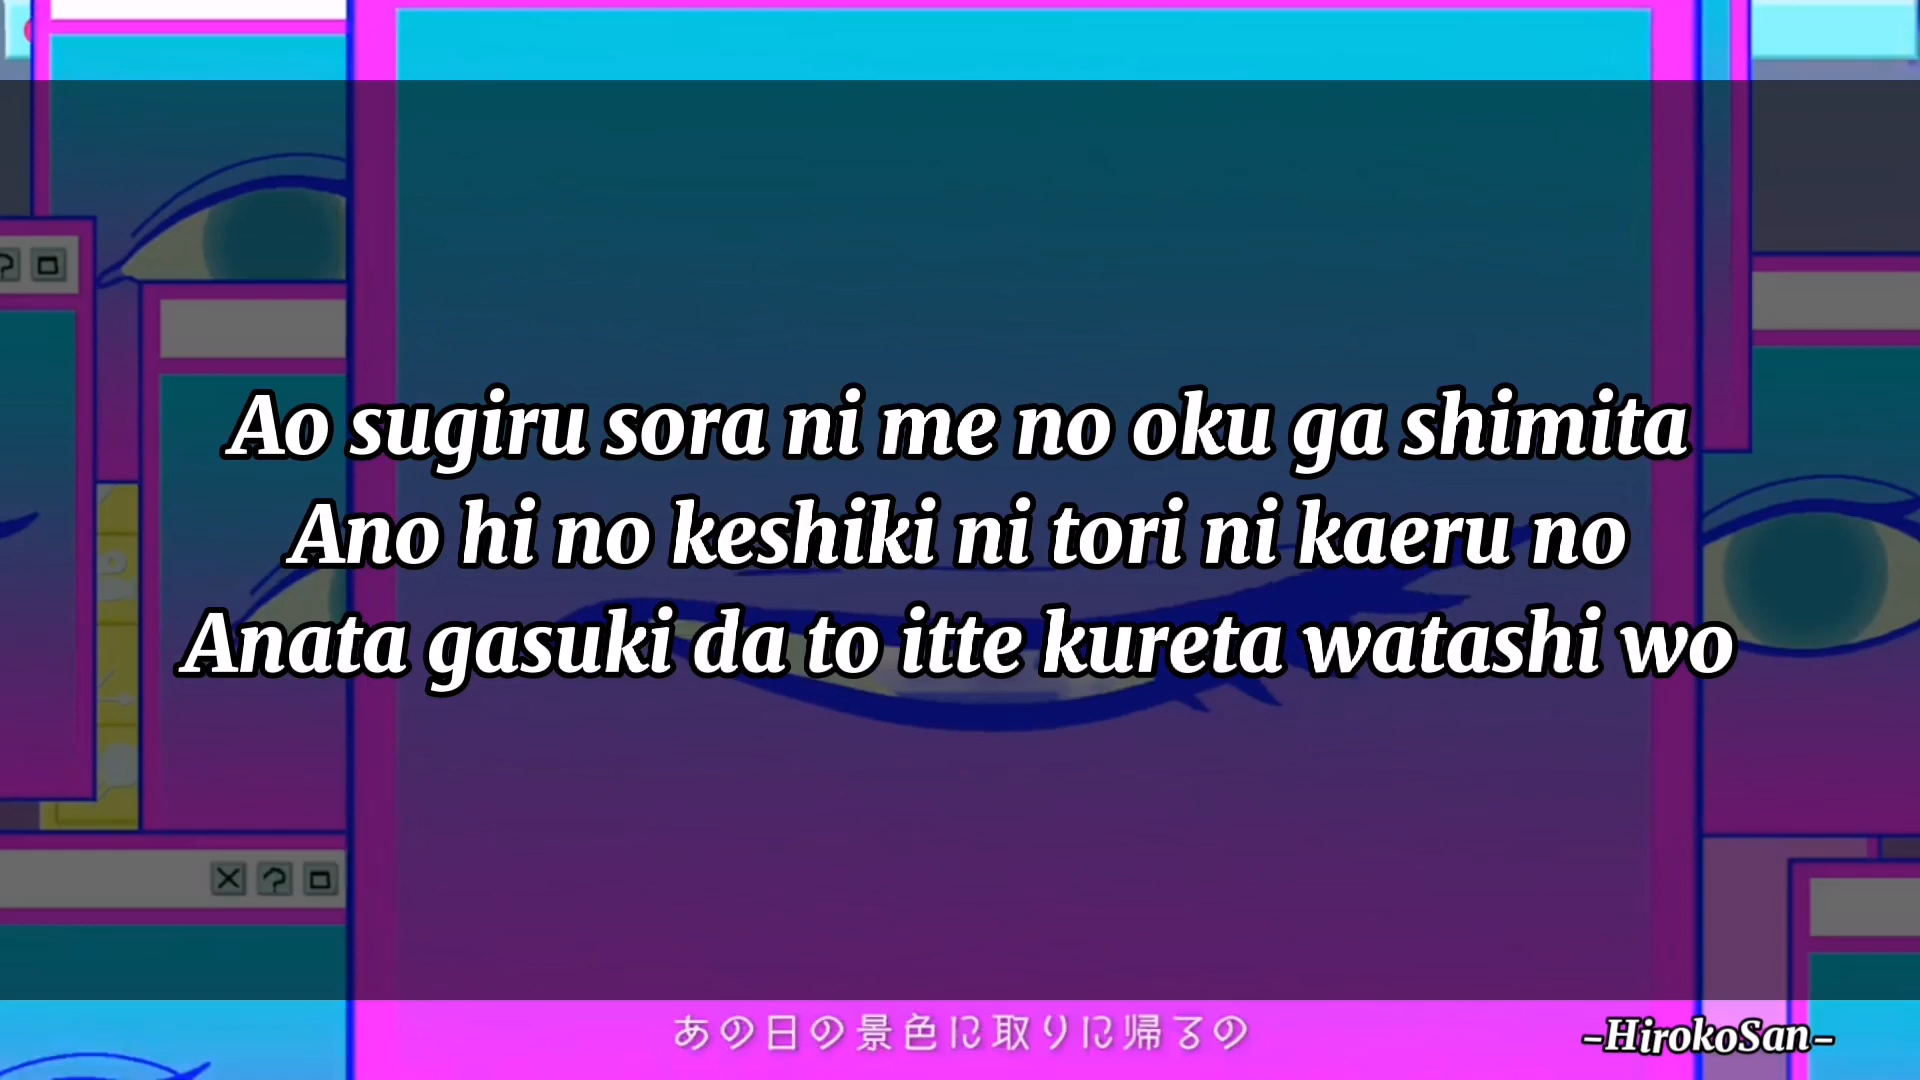 Ao sugiru sora ni me no oku ga shimita
Ano hi no keshiki ni tori ni kaeru no
Anata gasuki da to itte kureta watashi wo
あの日の景色に取りに帰るの
-HirokoSan-